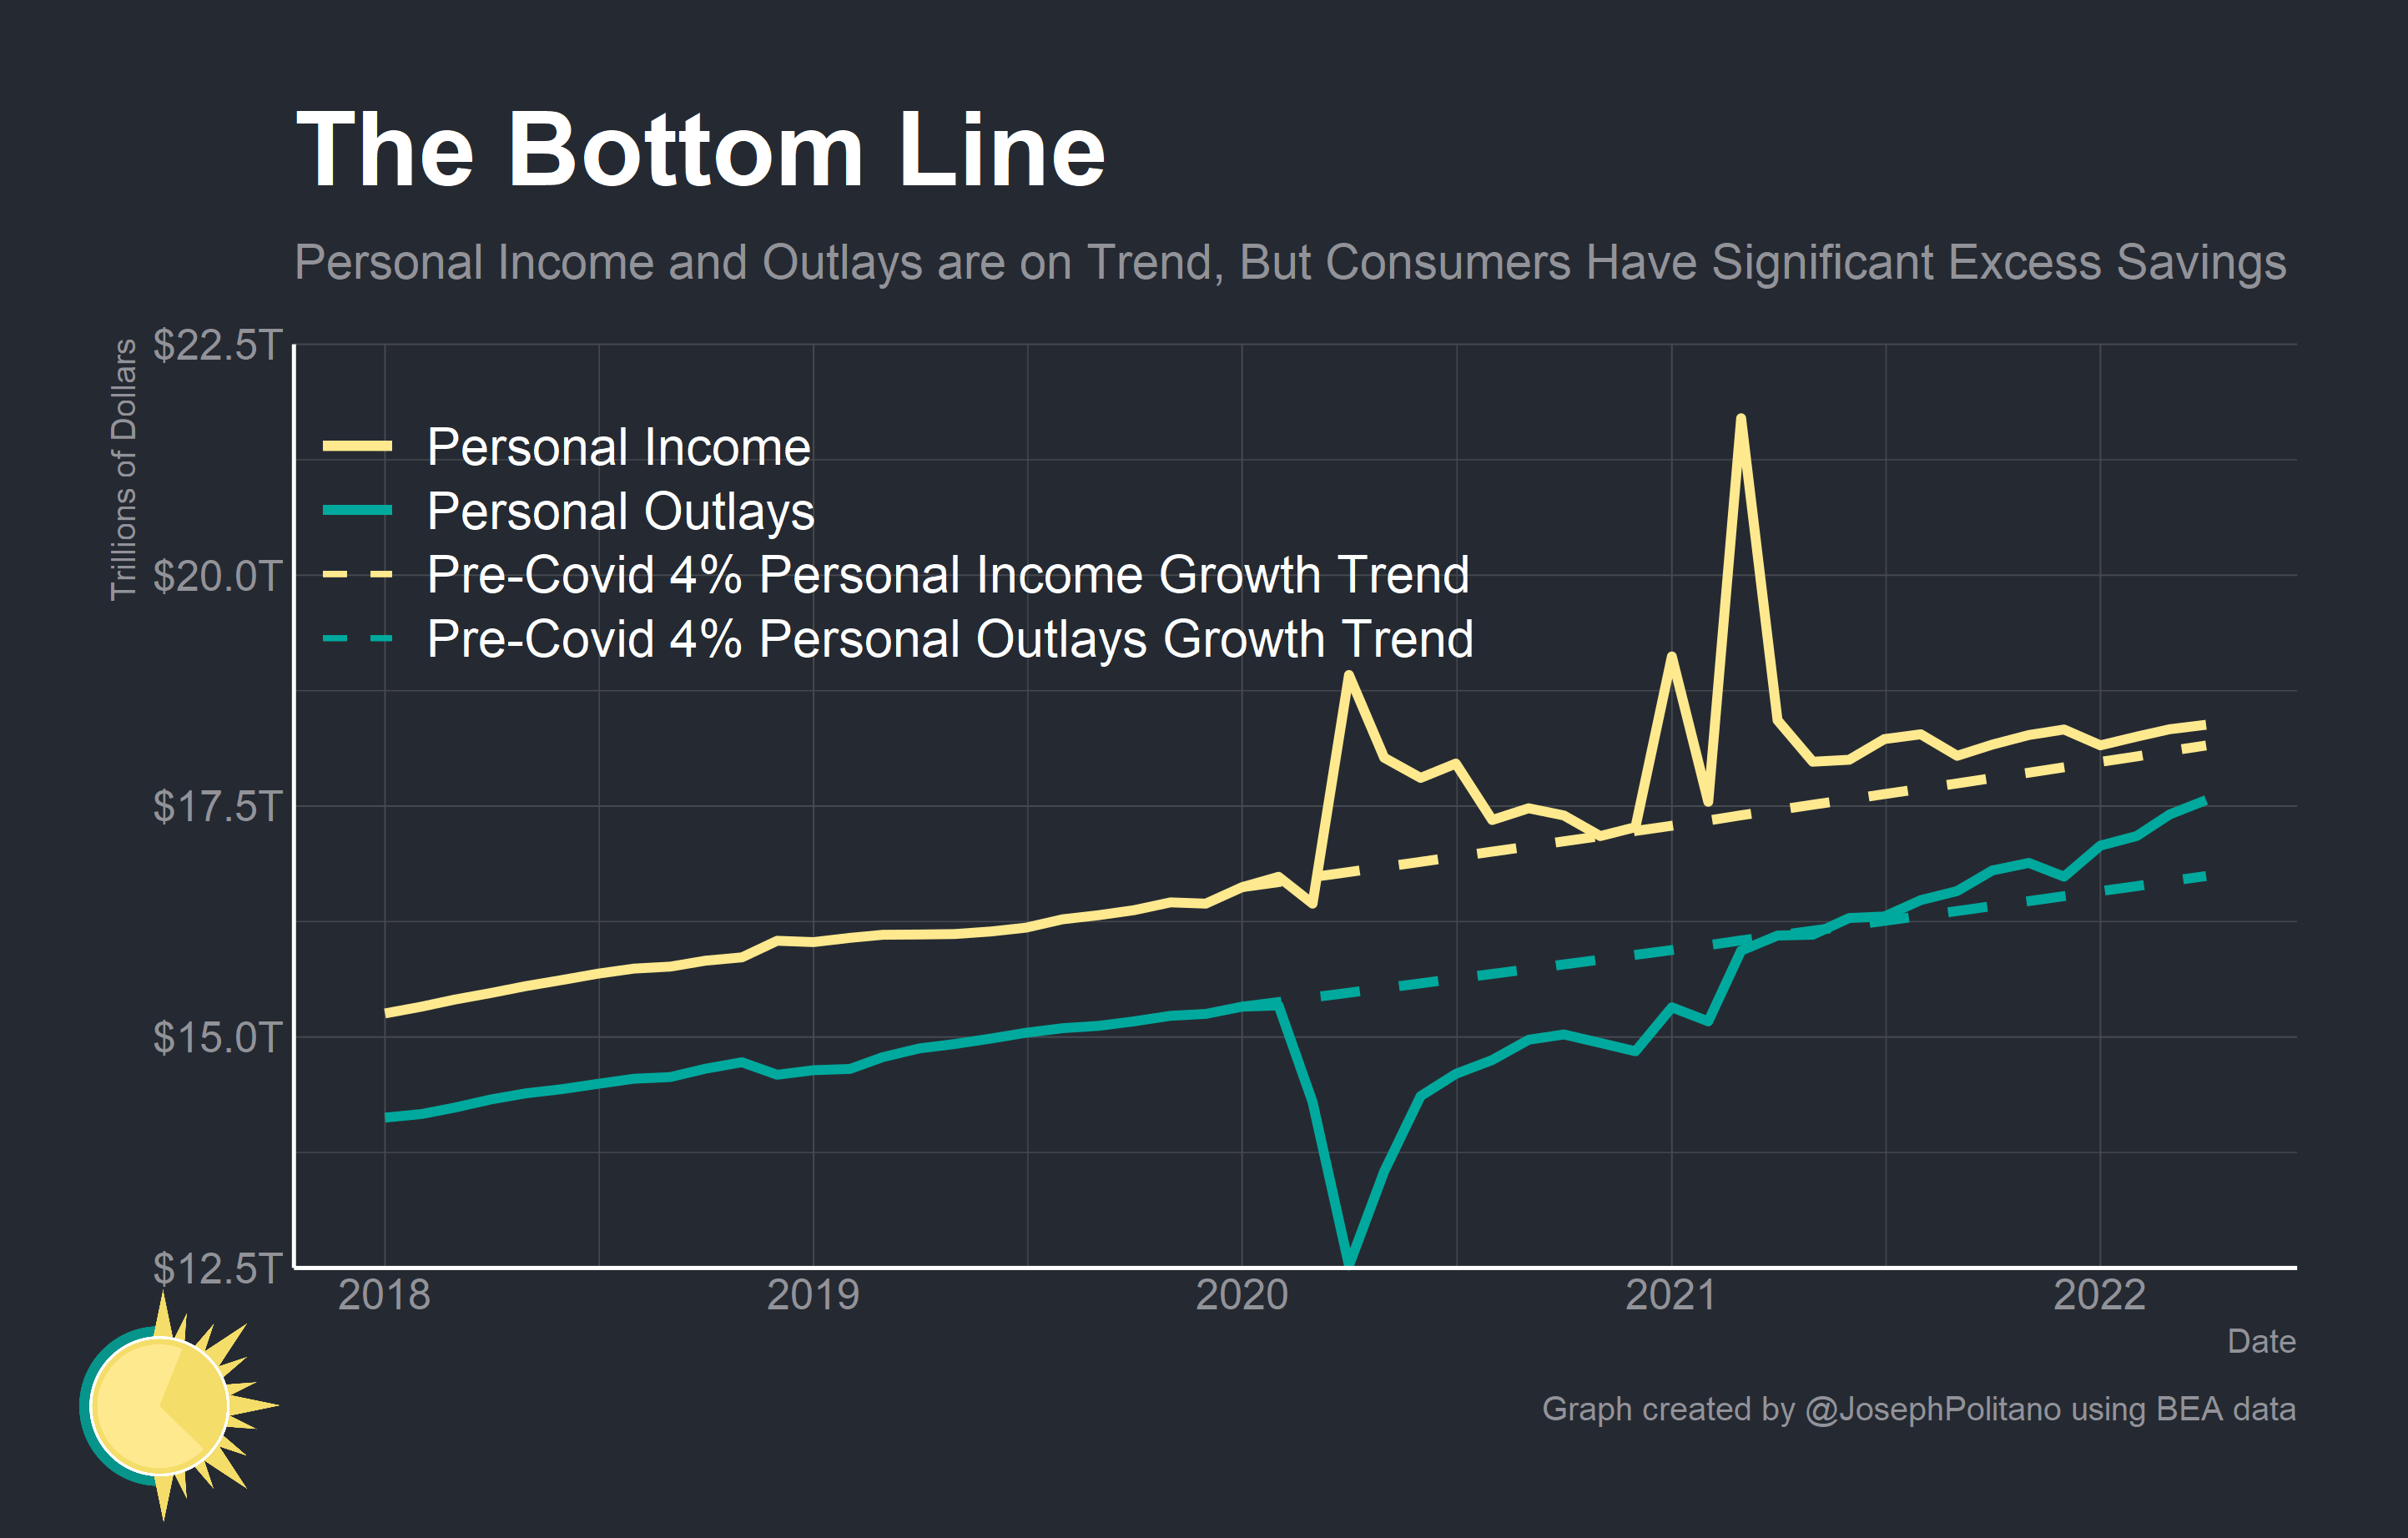 The Bottom Line
Personal Income and Outlays are on Trend, But Consumers Have Significant Excess Savings
Trillions of Dollars
$22.5T
$20.0T
$17.5T
$15.0T
$12.5T
Personal Income
Personal Outlays
Pre-Covid 4% Personal Income Growth Trend
Pre-Covid 4% Personal Outlays Growth Trend
2018 2019 2020 2021 2022
Date
Graph created by @JosephPolitano using BEA data